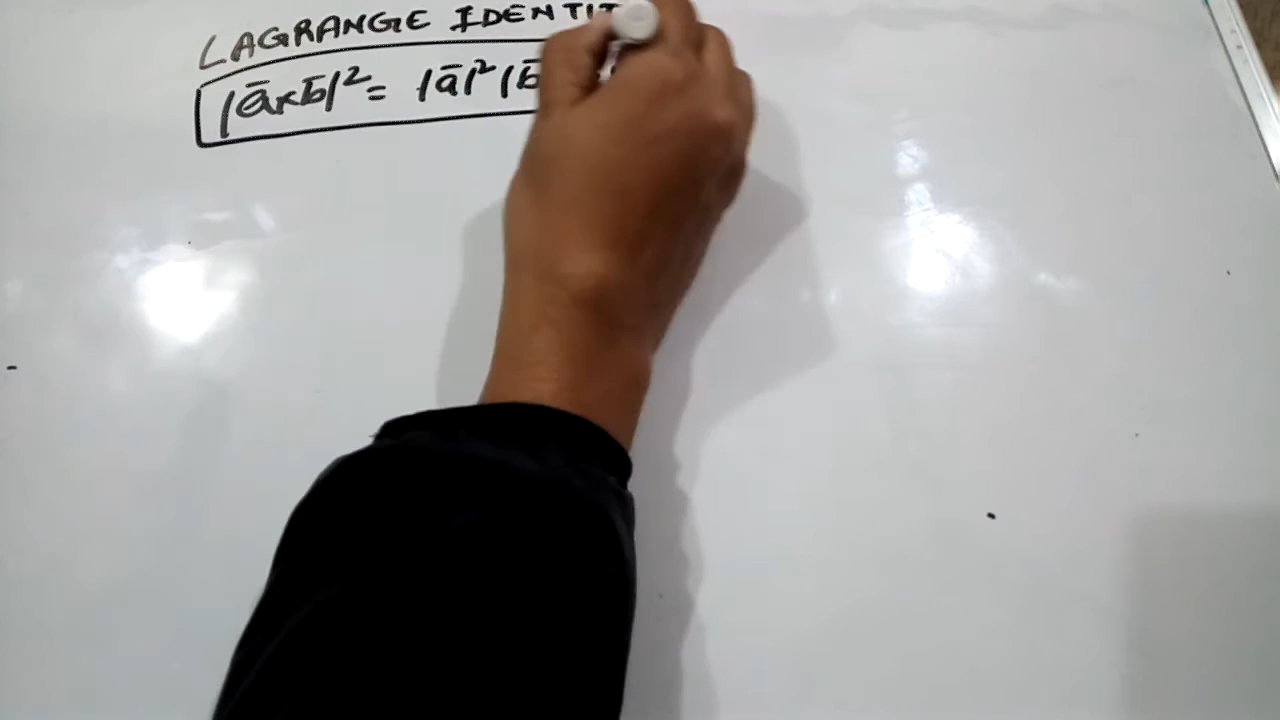 LAGRANGE IDENTIT
|a̅×b̅|² = |a̅|²|b̅